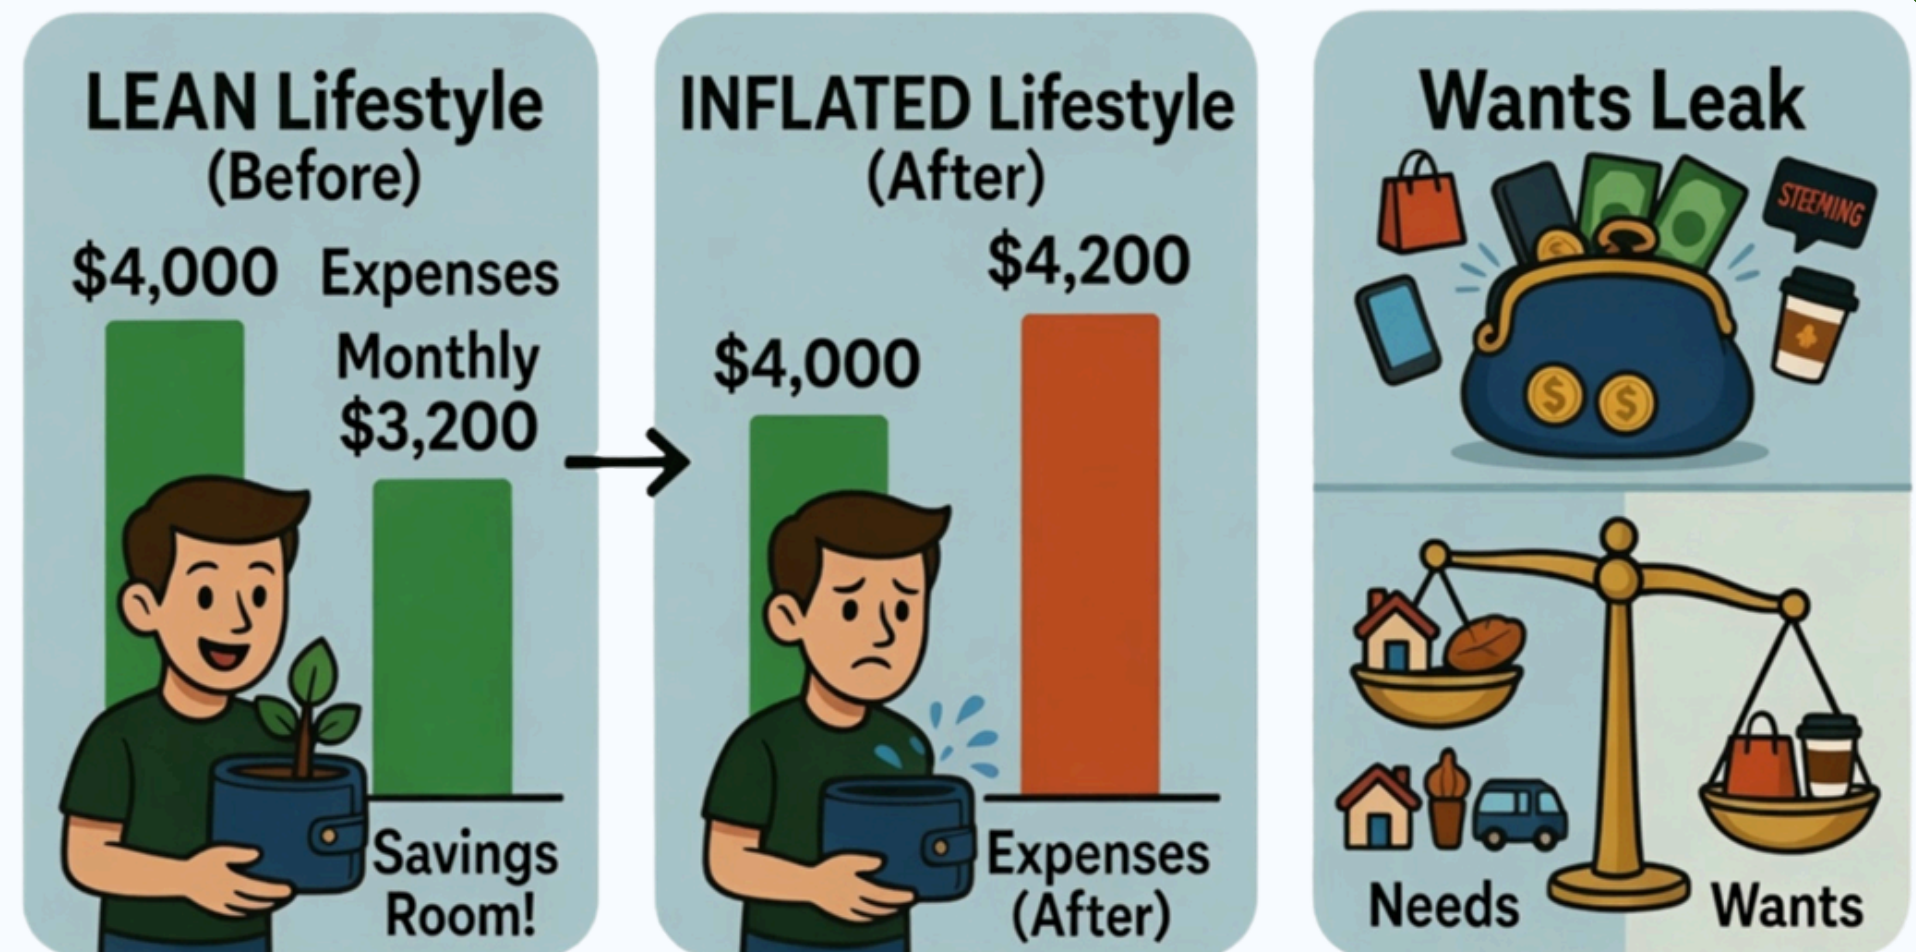 LEAN Lifestyle
(Before)
$4,000 Expenses
Monthly
$3,200
Savings
Room!
INFLATED Lifestyle
(After)
$4,200
$4,000
Expenses
(After)
Wants Leak
STEEMING
$
$ $
Needs
Wants